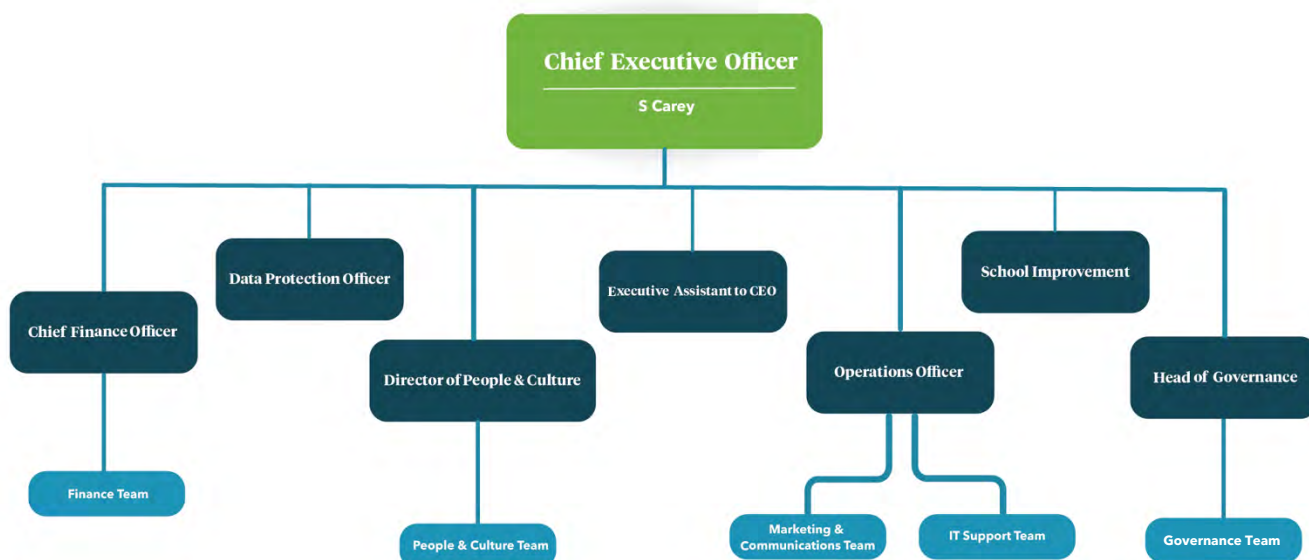 Chief Executive Officer
S Carey
Data Protection Officer
School Improvement
Executive Assistant to CEO
Chief Finance Officer
Director of People & Culture
Operations Officer
Head of Governance
Finance Team
People & Culture Team
Marketing &
Communications Team
IT Support Team
Governance Team